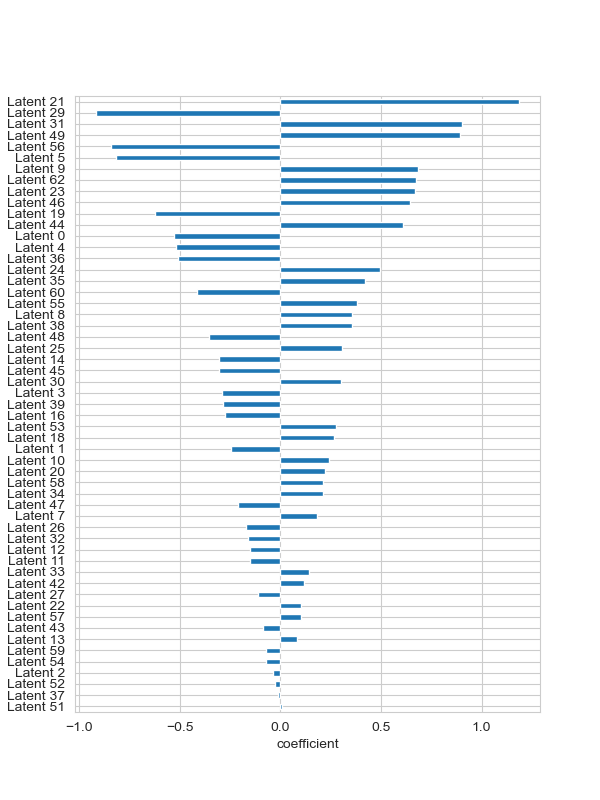 Latent 21
Latent 29
Latent 31
Latent 49
Latent 56
Latent 5
Latent 9
Latent 62
Latent 23
Latent 46
Latent 19
Latent 44
Latent 0
Latent 4
Latent 36
Latent 24
Latent 35
Latent 60
Latent 55
Latent 8
Latent 38
Latent 48
Latent 25
Latent 14
Latent 45
Latent 30
Latent 3
Latent 39
Latent 16
Latent 53
Latent 18
Latent 1
Latent 10
Latent 20
Latent 58
Latent 34
Latent 47
Latent 7
Latent 26
Latent 32
Latent 12
Latent 11
Latent 33
Latent 42
Latent 27
Latent 22
Latent 57
Latent 43
Latent 13
Latent 59
Latent 54
Latent 2
Latent 52
Latent 37
Latent 51
−1.0 −0.5 0.0 0.5 1.0
coefficient